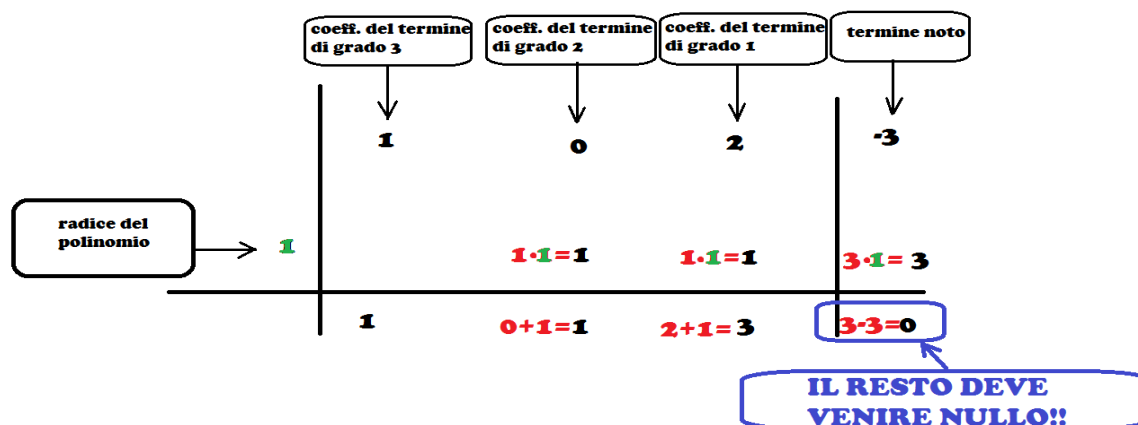 coeff. del termine
di grado 3
coeff. del termine
di grado 2
coeff. del termine
di grado 1
termine noto
1 0 2 -3
radice del
polinomio
1 1·1=1 1·1=1 3·1= 3
1 0+1=1 2+1= 3 3-3=0
IL RESTO DEVE
VENIRE NULLO!!